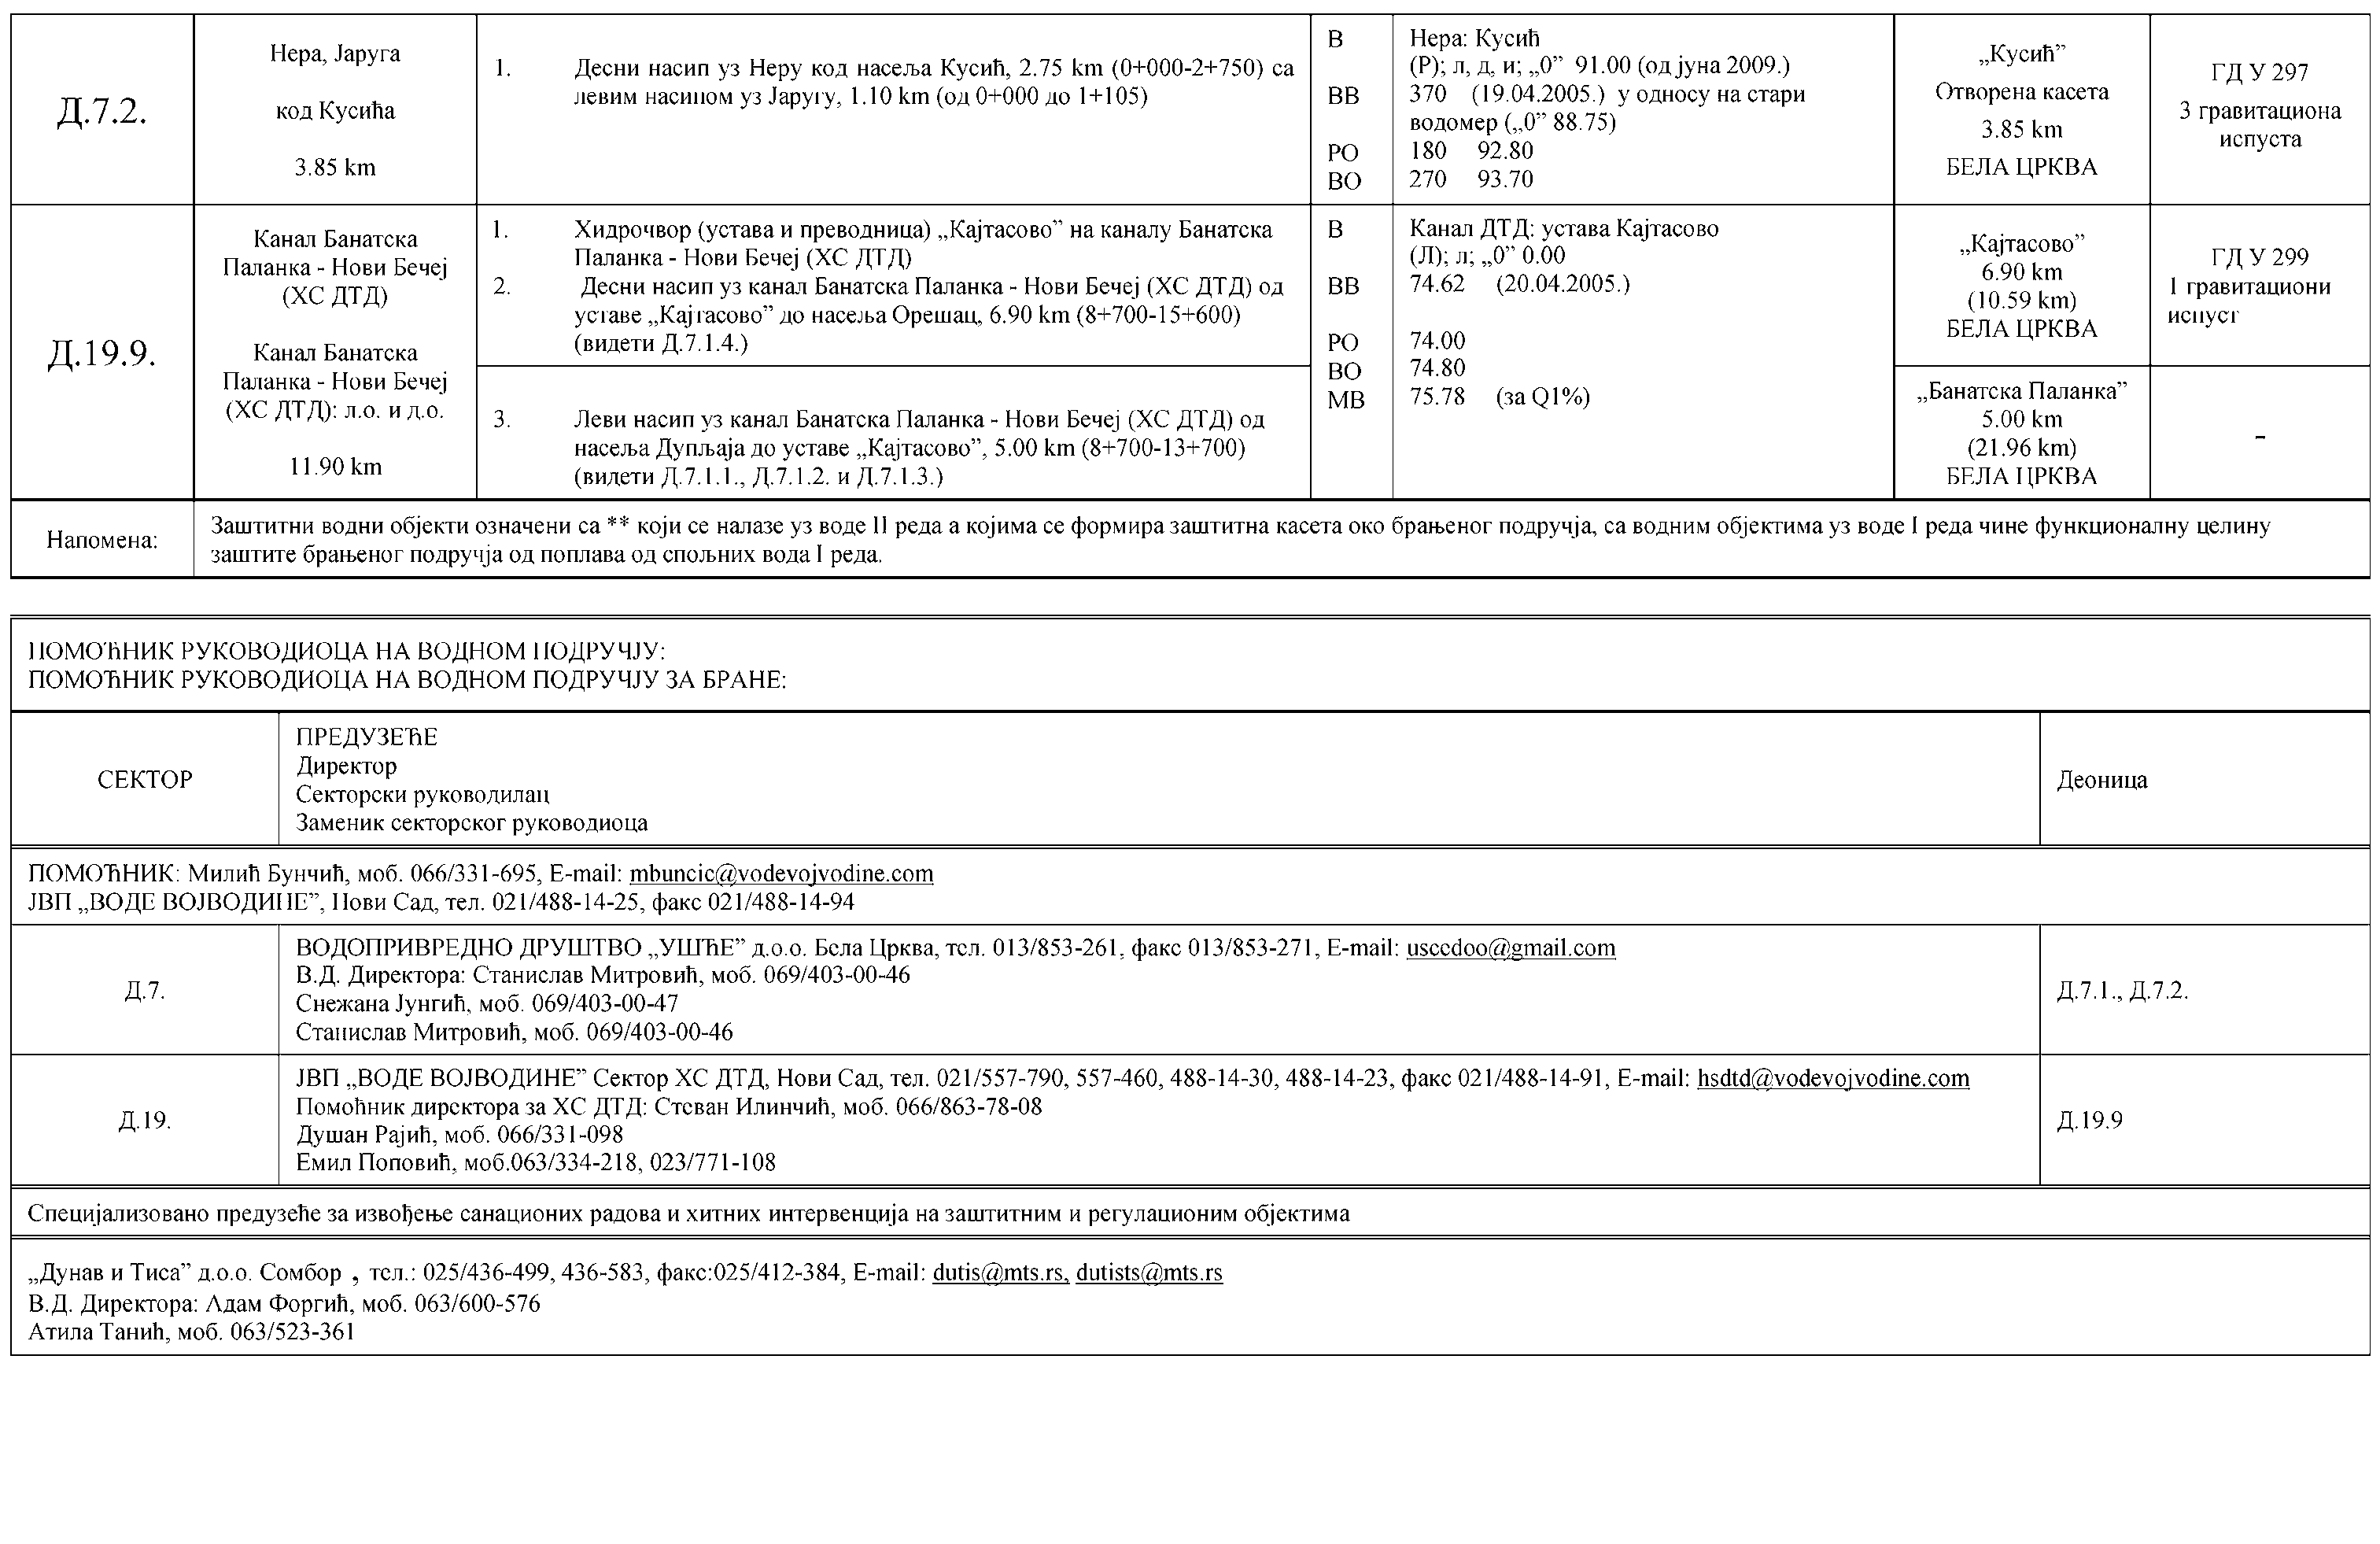 Д.7.2.
Нера, Јаруга
код Кусића
3.85 km
1. Десни насип уз Неру код насеља Кусић, 2.75 km (0+000-2+750) са
левим насипом уз Јаругу, 1.10 km (од 0+000 до 1+105)
В Нера: Кусић
(Р); л, д, и; „0” 91.00 (од јуна 2009.)
ВВ 370 (19.04.2005.) у односу на стари
водомер („0” 88.75)
РО 180 92.80
ВО 270 93.70
„Кусић”
Отворена касета
3.85 km
БЕЛА ЦРКВА
ГД У 297
3 гравитациона
испуста
Д.19.9.
Канал Банатска
Паланка - Нови Бечеј
(ХС ДТД)
Канал Банатска
Паланка - Нови Бечеј
(ХС ДТД): л.о. и д.о.
11.90 km
1. Хидрочвор (устава и преводница) „Кајтасово” на каналу Банатска
Паланка - Нови Бечеј (ХС ДТД)
2. Десни насип уз канал Банатска Паланка - Нови Бечеј (ХС ДТД) од
уставе „Кајтасово” до насеља Орешац, 6.90 km (8+700-15+600)
(видети Д.7.1.4.)
3. Леви насип уз канал Банатска Паланка - Нови Бечеј (ХС ДТД) од
насеља Дупљаја до уставе „Кајтасово”, 5.00 km (8+700-13+700)
(видети Д.7.1.1., Д.7.1.2. и Д.7.1.3.)
В Канал ДТД: устава Кајтасово
(Л); л; „0” 0.00
ВВ 74.62 (20.04.2005.)
РО 74.00
ВО 74.80
МВ 75.78 (за Q1%)
„Кајтасово”
6.90 km
(10.59 km)
БЕЛА ЦРКВА
ГД У 299
1 гравитациони
испуст
„Банатска Паланка”
5.00 km
(21.96 km)
БЕЛА ЦРКВА
-
Напомена:
Заштитни водни објекти означени са ** који се налазе уз воде II реда а којима се формира заштитна касета око брањеног подручја, са водним објектима уз воде I реда чине функционалну целину
заштите брањеног подручја од поплава од спољних вода I реда.
ПОМОЋНИК РУКОВОДИОЦА НА ВОДНОМ ПОДРУЧЈУ:
ПОМОЋНИК РУКОВОДИОЦА НА ВОДНОМ ПОДРУЧЈУ ЗА БРАНЕ:
СЕКТОР
ПРЕДУЗЕЋЕ
Директор
Секторски руководилац
Заменик секторског руководиоца
Деоница
ПОМОЋНИК: Милић Бунчић, моб. 066/331-695, E-mail: mbuncic@vodevojvodine.com
ЈВП „ВОДЕ ВОЈВОДИНЕ”, Нови Сад, тел. 021/488-14-25, факс 021/488-14-94
Д.7.
ВОДОПРИВРЕДНО ДРУШТВО „УШЋЕ” д.о.о. Бела Црква, тел. 013/853-261, факс 013/853-271, E-mail: uscedoo@gmail.com
В.Д. Директора: Станислав Митровић, моб. 069/403-00-46
Снежана Јунгић, моб. 069/403-00-47
Станислав Митровић, моб. 069/403-00-46
Д.7.1., Д.7.2.
Д.19.
ЈВП „ВОДЕ ВОЈВОДИНЕ” Сектор ХС ДТД, Нови Сад, тел. 021/557-790, 557-460, 488-14-30, 488-14-23, факс 021/488-14-91, E-mail: hsdtd@vodevojvodine.com
Помоћник директора за ХС ДТД: Стеван Илинчић, моб. 066/863-78-08
Душан Рајић, моб. 066/331-098
Емил Поповић, моб.063/334-218, 023/771-108
Д.19.9
Специјализовано предузеће за извођење санационих радова и хитних интервенција на заштитним и регулационим објектима
„Дунав и Тиса” д.о.о. Сомбор , тел.: 025/436-499, 436-583, факс:025/412-384, E-mail: dutis@mts.rs, dutists@mts.rs
В.Д. Директора: Адам Форгић, моб. 063/600-576
Атила Танић, моб. 063/523-361